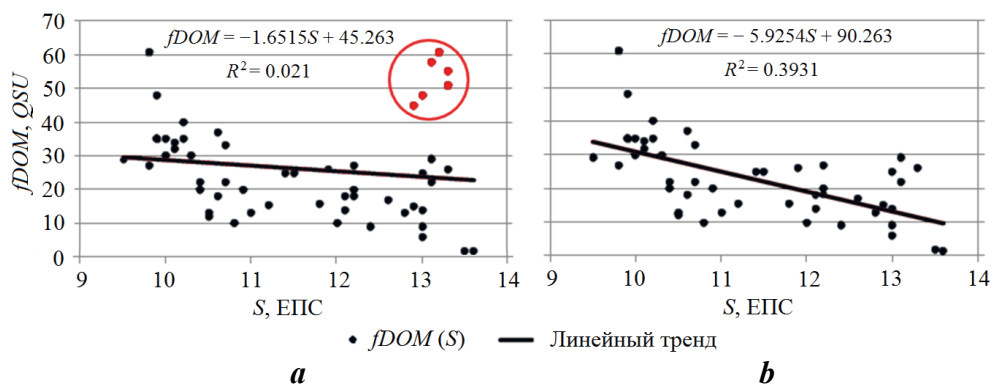 fDOM = −1.6515S + 45.263
R² = 0.021
fDOM, QSU
70
60
50
40
30
20
10
0
9 10 11 12 13 14
S, ЕПС
fDOM = − 5.9254S + 90.263
R² = 0.3931
9 10 11 12 13 14
S, ЕПС
fDOM (S) Линейный тренд
a b